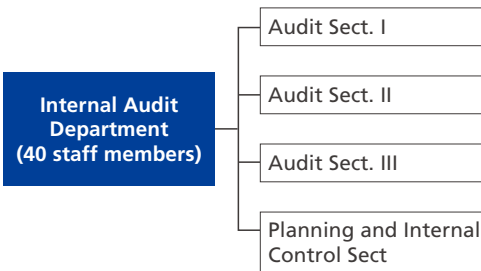 Audit Sect. I
Audit Sect. II
Internal Audit
Department
(40 staff members)
Audit Sect. III
Planning and Internal
Control Sect